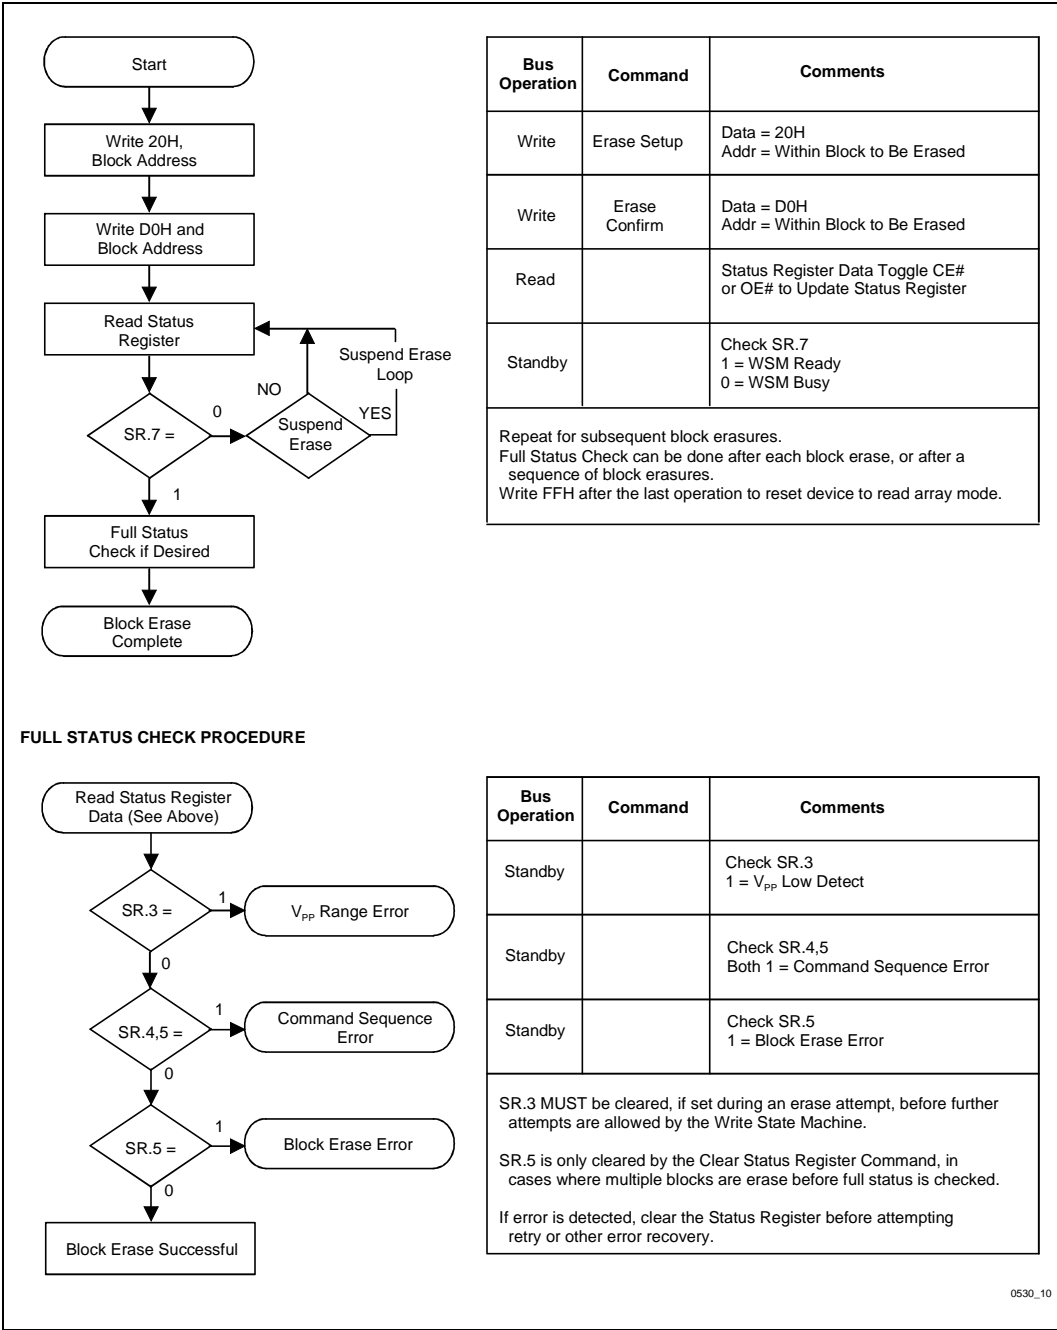 Start
Write 20H,
Block Address
Write D0H and
Block Address
Read Status
Register
Suspend Erase
Loop
NO
YES
0
SR.7 =
Suspend
Erase
1
Full Status
Check if Desired
Block Erase
Complete
Bus
Operation
Command
Comments
Write
Erase Setup
Data = 20H
Addr = Within Block to Be Erased
Write
Erase
Confirm
Data = D0H
Addr = Within Block to Be Erased
Read
Status Register Data Toggle CE#
or OE# to Update Status Register
Standby
Check SR.7
1 = WSM Ready
0 = WSM Busy
Repeat for subsequent block erasures.
Full Status Check can be done after each block erase, or after a
sequence of block erasures.
Write FFH after the last operation to reset device to read array mode.
FULL STATUS CHECK PROCEDURE
Read Status Register
Data (See Above)
SR.3 =
1
VPP Range Error
0
SR.4,5 =
1
Command Sequence
Error
0
SR.5 =
1
Block Erase Error
0
Block Erase Successful
Bus
Operation
Command
Comments
Standby
Check SR.3
1 = VPP Low Detect
Standby
Check SR.4,5
Both 1 = Command Sequence Error
Standby
Check SR.5
1 = Block Erase Error
SR.3 MUST be cleared, if set during an erase attempt, before further
attempts are allowed by the Write State Machine.
SR.5 is only cleared by the Clear Status Register Command, in
cases where multiple blocks are erase before full status is checked.
If error is detected, clear the Status Register before attempting
retry or other error recovery.
0530_10